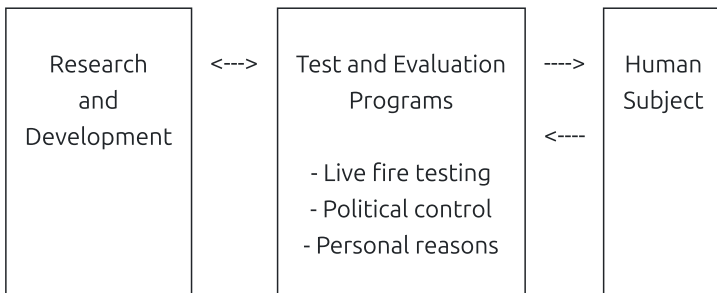 Research
and
Development
<--->
Test and Evaluation
Programs
- Live fire testing
- Political control
- Personal reasons
---->
<----
Human
Subject